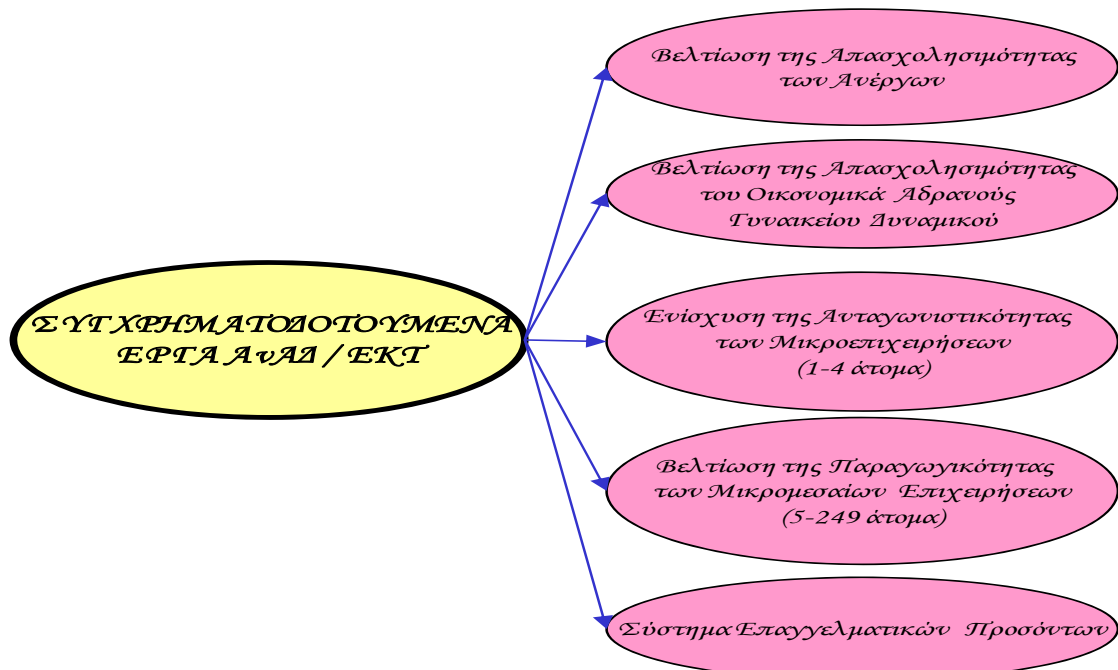 ΣΥΓΧΡΗΜΑΤΟΔΟΤΟΥΜΕΝΑ
ΕΡΓΑ ΑνΑΔ / ΕΚΤ
Βελτίωση της Απασχολησιμότητας
των Ανέργων
Βελτίωση της Απασχολησιμότητας
του Οικονομικά Αδρανούς
Γυναικείου Δυναμικού
Ενίσχυση της Ανταγωνιστικότητας
των Μικροεπιχειρήσεων
(1-4 άτομα)
Βελτίωση της Παραγωγικότητας
των Μικρομεσαίων Επιχειρήσεων
(5-249 άτομα)
Σύστημα Επαγγελματικών Προσόντων